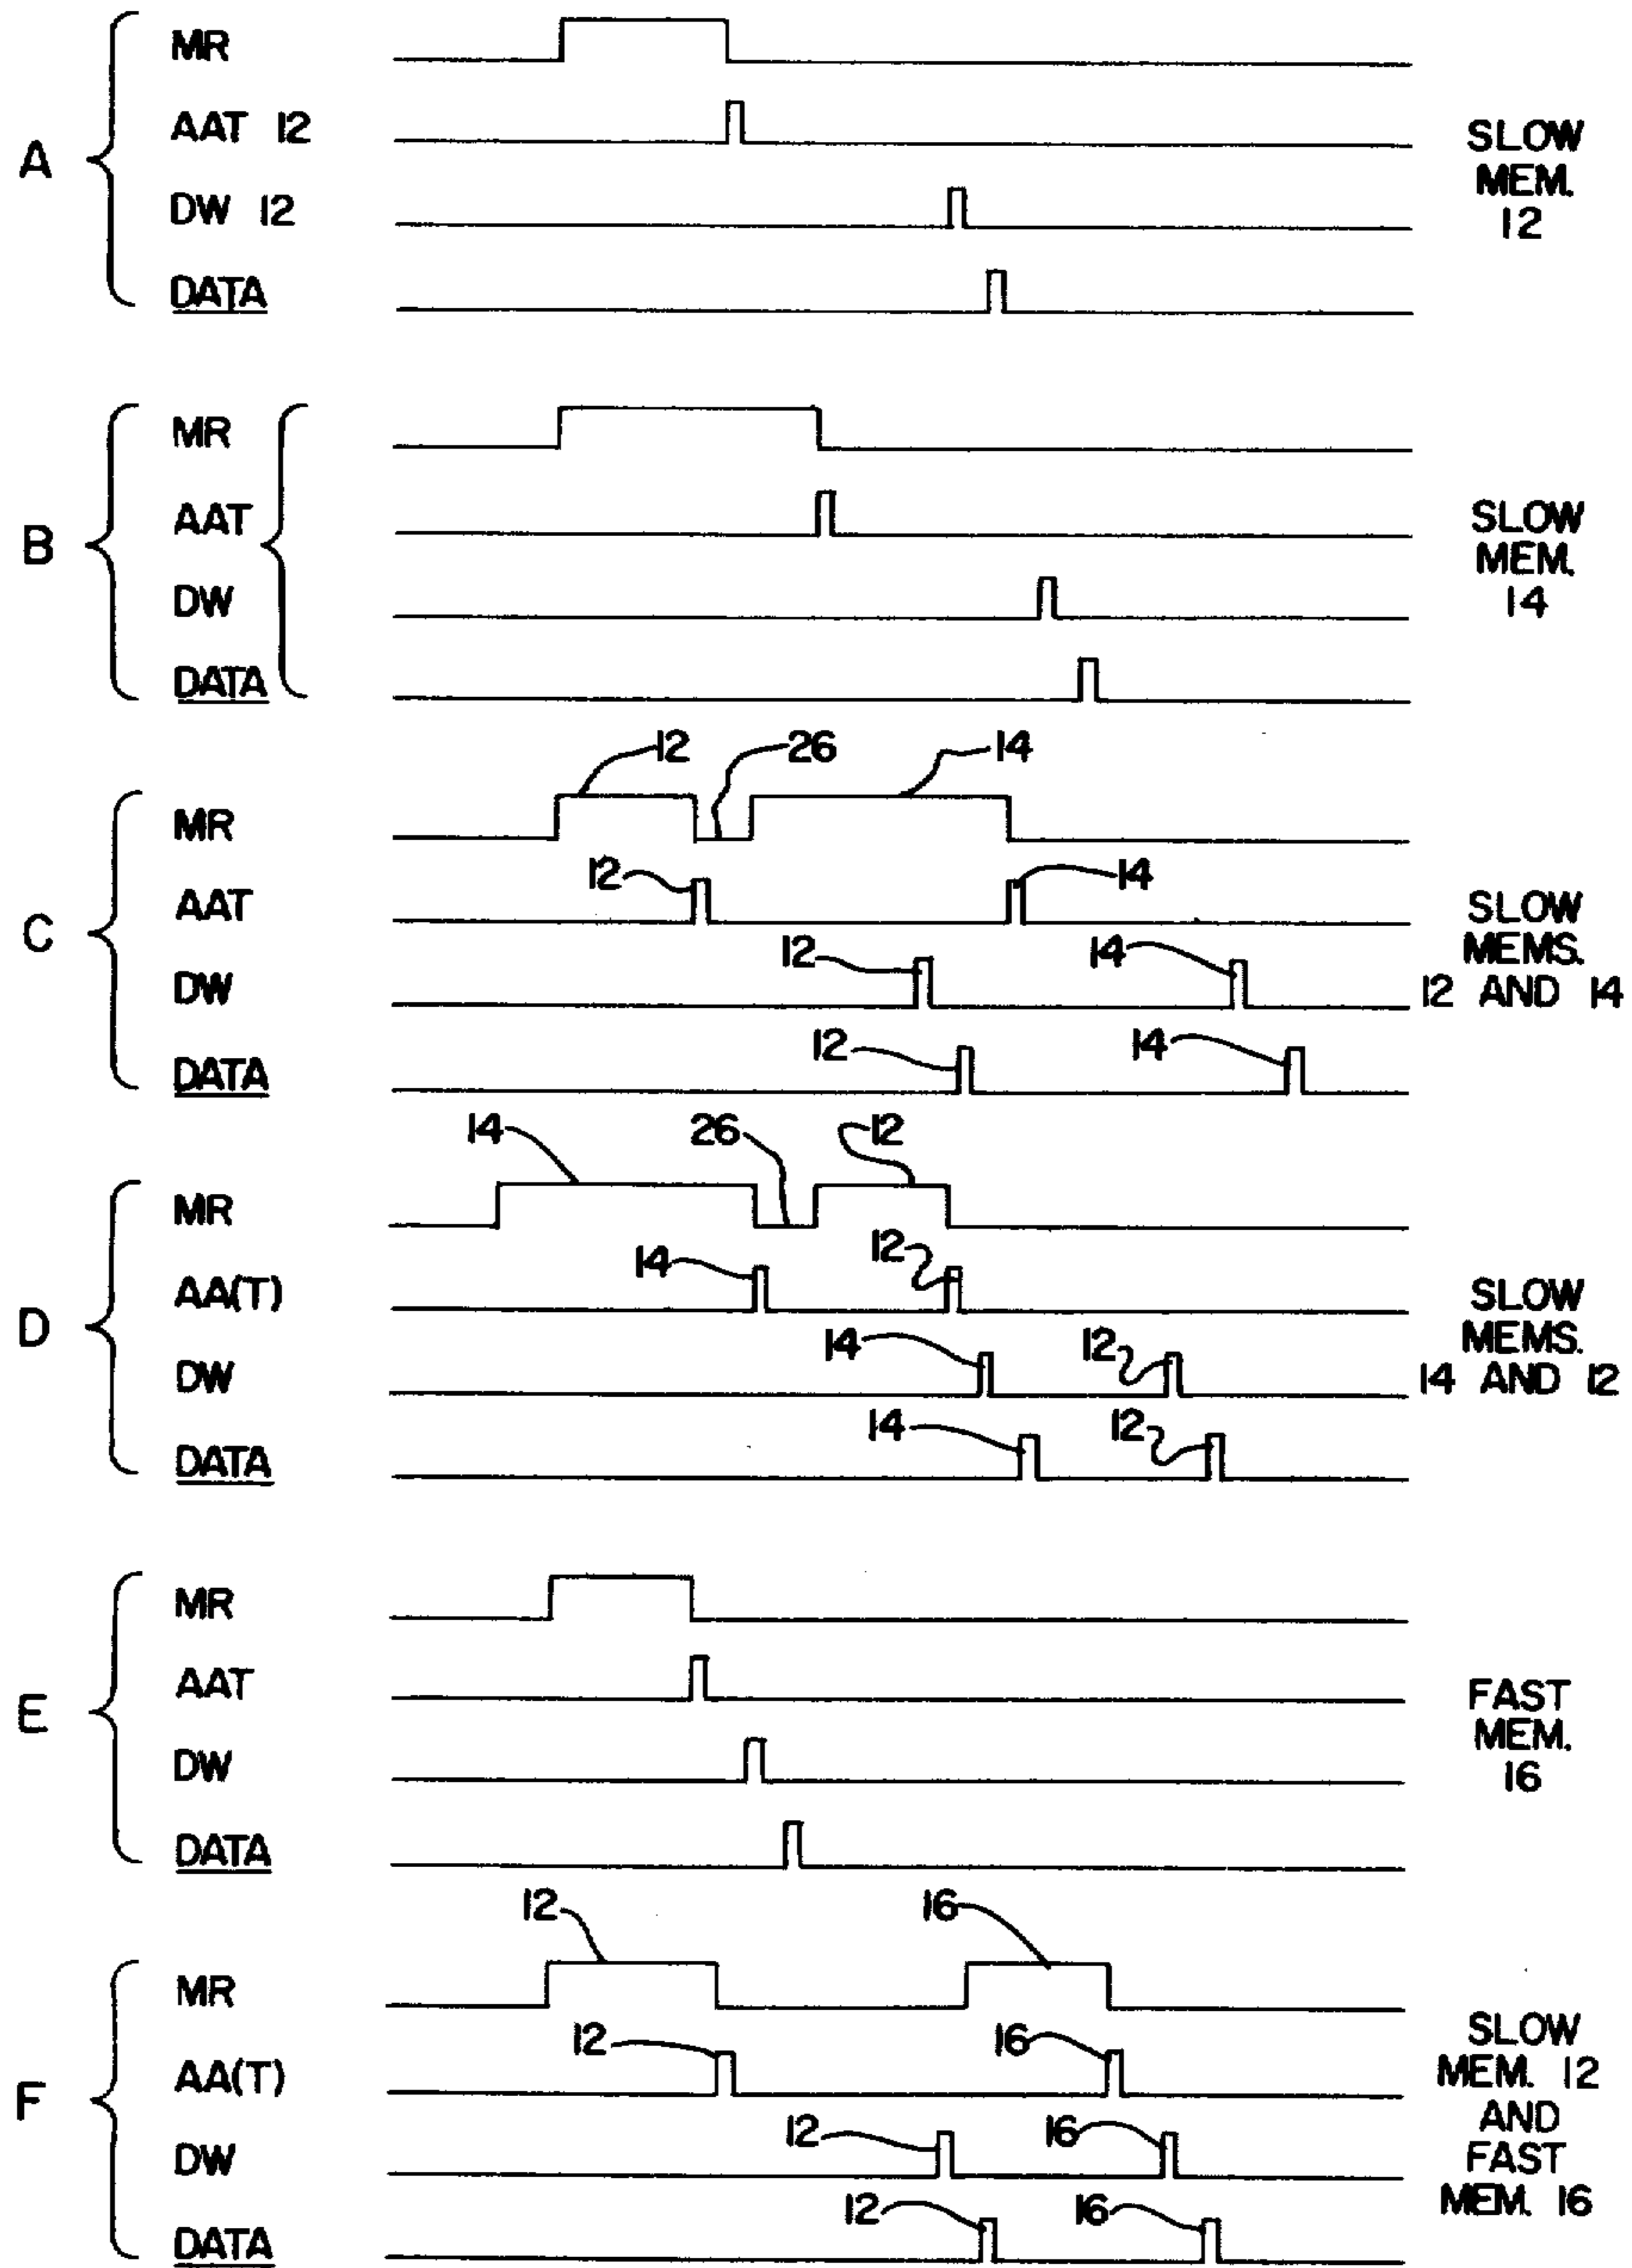 A
MR
AAT 12
DW 12
DATA
SLOW
MEM.
12
B
MR
AAT
DW
DATA
SLOW
MEM.
14
C
12 26 14
MR
12 14
AAT
12 14
DW
12 14
DATA
SLOW
MEMS.
12 AND 14
D
14 26 12
MR
14 12
AA(T)
14 12
DW
14 12
DATA
SLOW
MEMS.
14 AND 12
E
MR
AAT
DW
DATA
FAST
MEM.
16
F
12 16
MR
12 16
AA(T)
12 16
DW
12 16
DATA
SLOW
MEM. 12
AND
FAST
MEM. 16